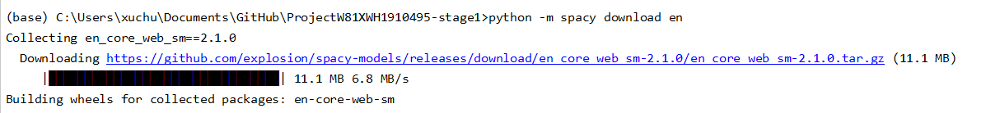 (base) C:\Users\xuchu\Documents\GitHub\ProjectW81XWH1910495-stage1>python -m spacy download en
Collecting en_core_web_sm==2.1.0
Downloading https://github.com/explosion/spacy-models/releases/download/en_core_web_sm-2.1.0/en_core_web_sm-2.1.0.tar.gz (11.1 MB)
|████████████████████████████████| 11.1 MB 6.8 MB/s
Building wheels for collected packages: en-core-web-sm